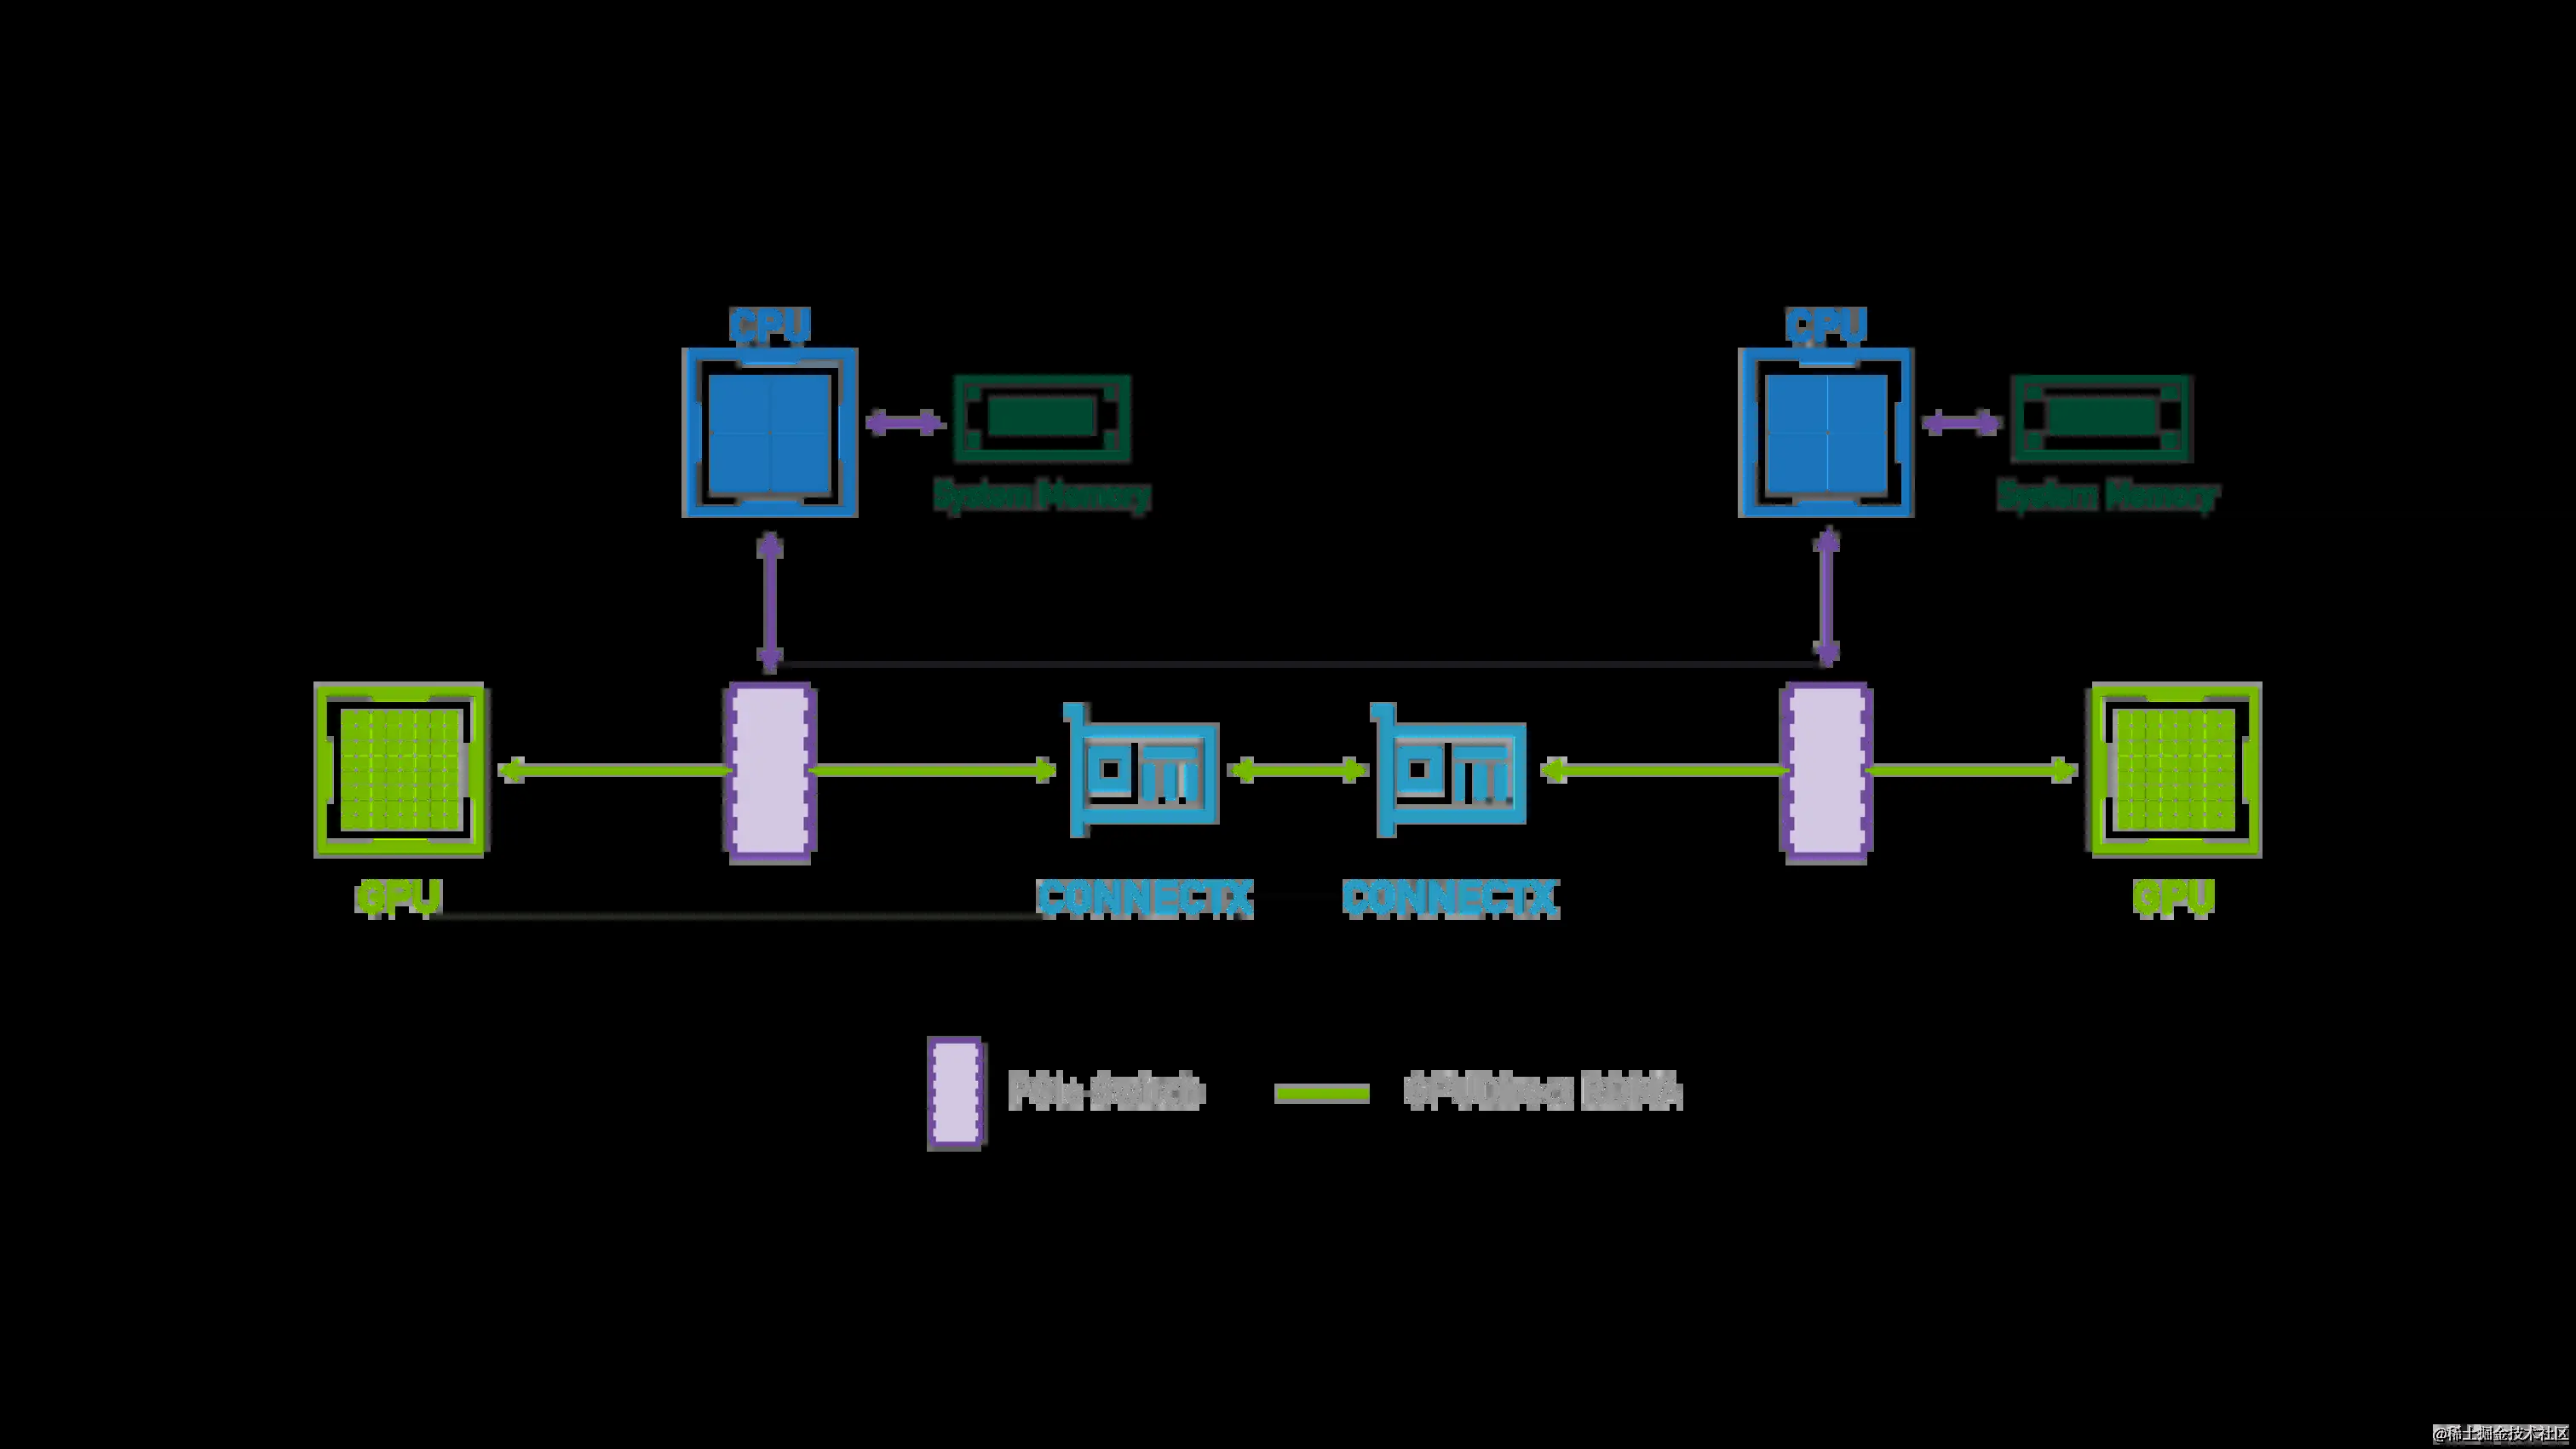 CPU
CPU
System Memory
System Memory
GPU
CONNECTX
CONNECTX
GPU
PCIe Switch
GPUDirect RDMA
@稀土掘金技术社区